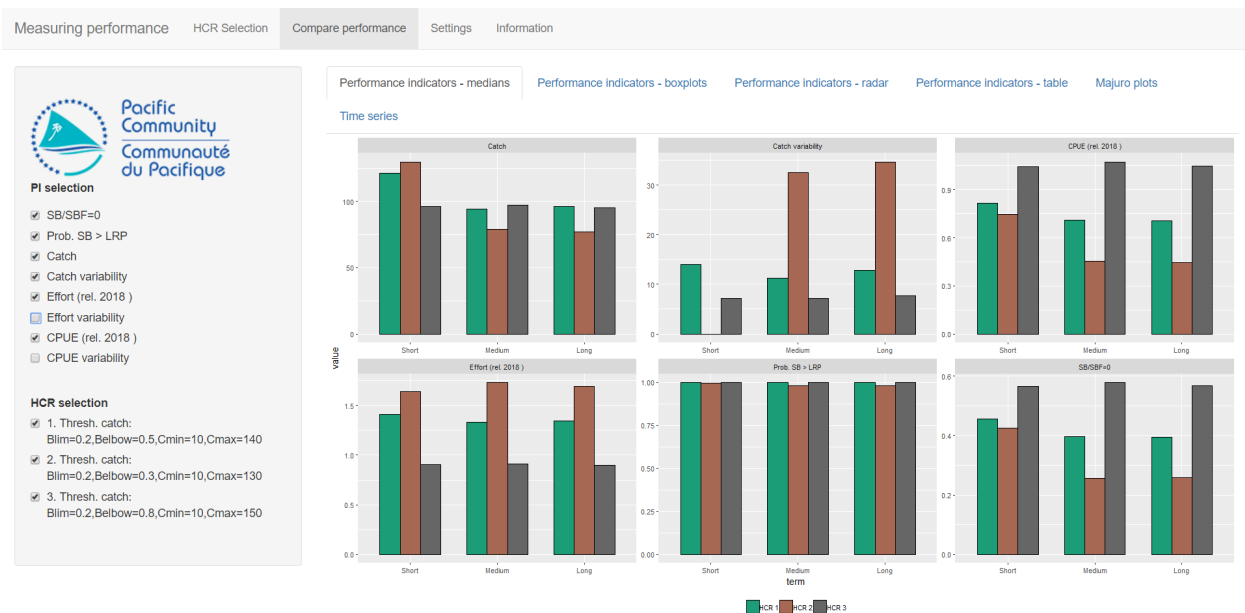 Measuring performance HCR Selection Compare performance Settings Information
Pacific
Community
Communauté
du Pacifique
PI selection
SB/SBF=0
Prob. SB > LRP
Catch
Catch variability
Effort (rel. 2018 )
Effort variability
CPUE (rel. 2018 )
CPUE variability
HCR selection
1. Thresh. catch:
Blim=0.2,Belbow=0.5,Cmin=10,Cmax=140
2. Thresh. catch:
Blim=0.2,Belbow=0.3,Cmin=10,Cmax=130
3. Thresh. catch:
Blim=0.2,Belbow=0.8,Cmin=10,Cmax=150
Performance indicators - medians Performance indicators - boxplots Performance indicators - radar Performance indicators - table Majuro plots
Time series
value
Catch
100
50
0
Short Medium Long
Catch variability
30
20
10
0
Short Medium Long
CPUE (rel. 2018 )
0.9
0.6
0.3
0.0
Short Medium Long
Effort (rel. 2018 )
1.5
1.0
0.5
0.0
Short Medium Long
Prob. SB > LRP
1.00
0.75
0.50
0.25
0.00
Short Medium Long
SB/SBF=0
0.6
0.4
0.2
0.0
Short Medium Long
term
HCR 1 HCR 2 HCR 3